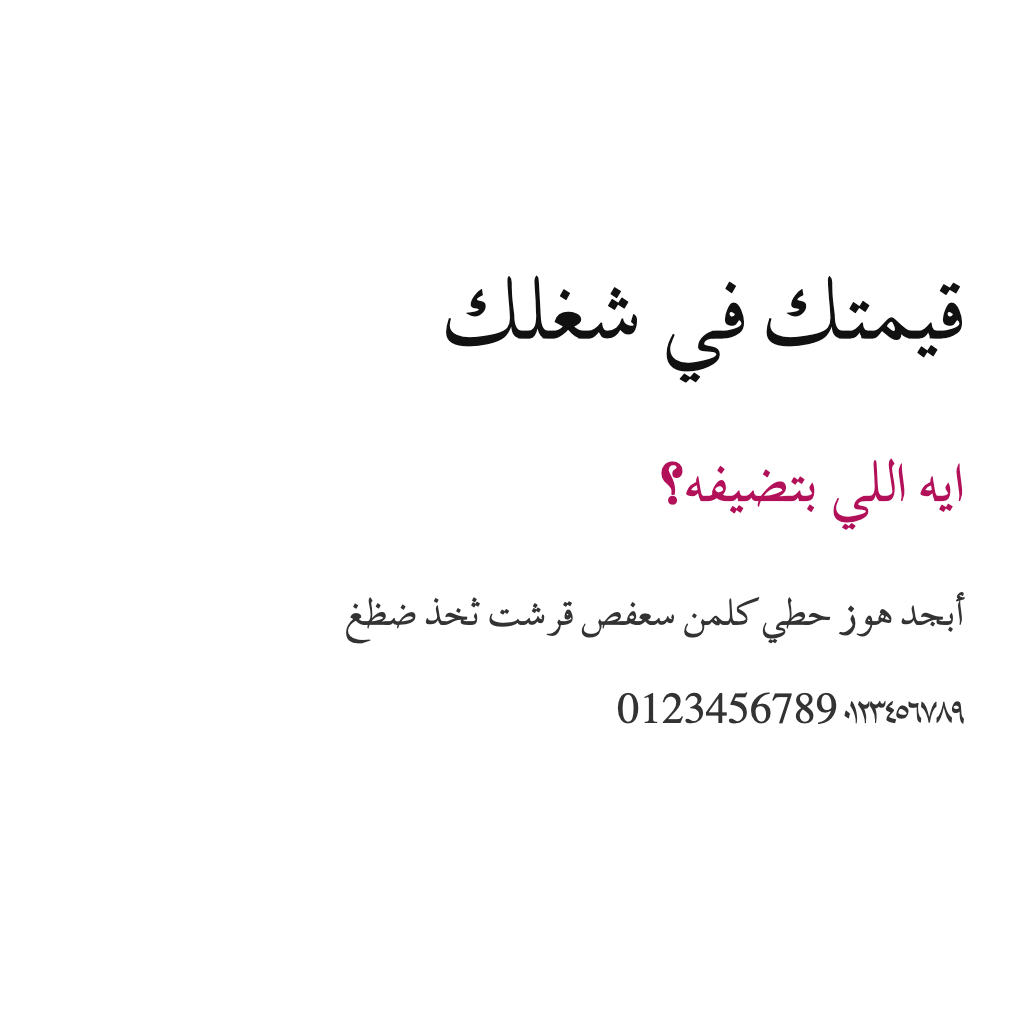 قيمتك في شغلك
ايه اللي بتضيفه؟
أبجد هوز حطي كلمن سعفص قرشت ثخذ ضظغ
٠١٢٣٤٥٦٧٨٩ 0123456789